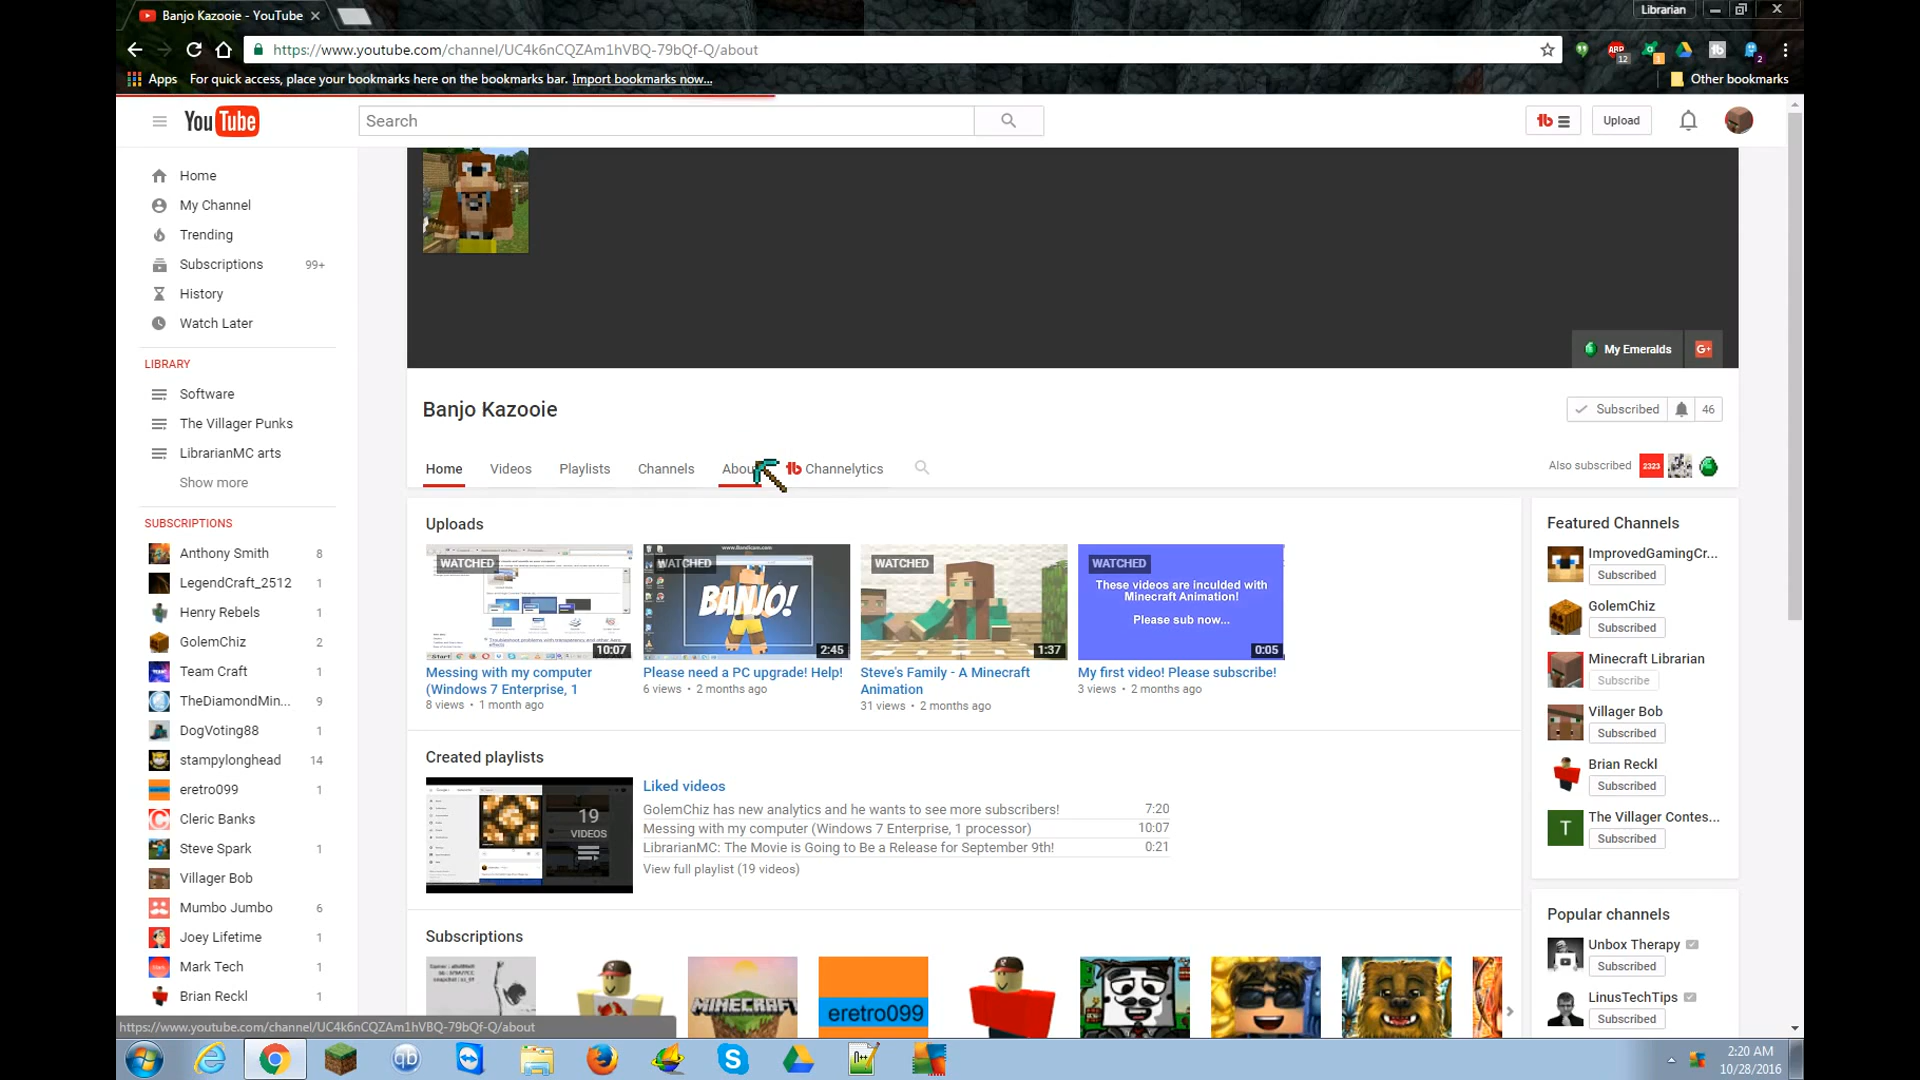 Banjo Kazooie - YouTube
Librarian
https://www.youtube.com/channel/UC4k6nCQZAm1hVBQ-79bQf-Q/about
ABP
12
1
2
Apps For quick access, place your bookmarks here on the bookmarks bar. Import bookmarks now...
Other bookmarks
YouTube
Search
Upload
Home
My Channel
Trending
Subscriptions 99+
History
Watch Later
LIBRARY
Software
The Villager Punks
LibrarianMC arts
Show more
SUBSCRIPTIONS
Anthony Smith 8
LegendCraft_2512 1
Henry Rebels 1
GolemChiz 2
Team Craft 1
TheDiamondMin... 9
DogVoting88 1
stampylonghead 14
eretro099 1
Cleric Banks
Steve Spark 1
Villager Bob
Mumbo Jumbo 6
Joey Lifetime 1
Mark Tech 1
Brian Reckl 1
My Emeralds
G+
Banjo Kazooie
Subscribed 46
Home Videos Playlists Channels Abou Channelytics
Also subscribed 2323
Uploads
WATCHED
10:07
Messing with my computer
(Windows 7 Enterprise, 1
8 views • 1 month ago
www.Bandicam.com
WATCHED
BANJO!
2:45
Please need a PC upgrade! Help!
6 views • 2 months ago
WATCHED
1:37
Steve's Family - A Minecraft
Animation
31 views • 2 months ago
WATCHED
These videos are inculded with
Minecraft Animation!
Please sub now...
0:05
My first video! Please subscribe!
3 views • 2 months ago
Created playlists
19
VIDEOS
Liked videos
GolemChiz has new analytics and he wants to see more subscribers! 7:20
Messing with my computer (Windows 7 Enterprise, 1 processor) 10:07
LibrarianMC: The Movie is Going to Be a Release for September 9th! 0:21
View full playlist (19 videos)
Subscriptions
MINECRAFT
eretro099
Featured Channels
ImprovedGamingCr...
Subscribed
GolemChiz
Subscribed
Minecraft Librarian
Subscribe
Villager Bob
Subscribed
Brian Reckl
Subscribed
T
The Villager Contes...
Subscribed
Popular channels
Unbox Therapy
Subscribed
LinusTechTips
Subscribed
https://www.youtube.com/channel/UC4k6nCQZAm1hVBQ-79bQf-Q/about
2:20 AM
10/28/2016